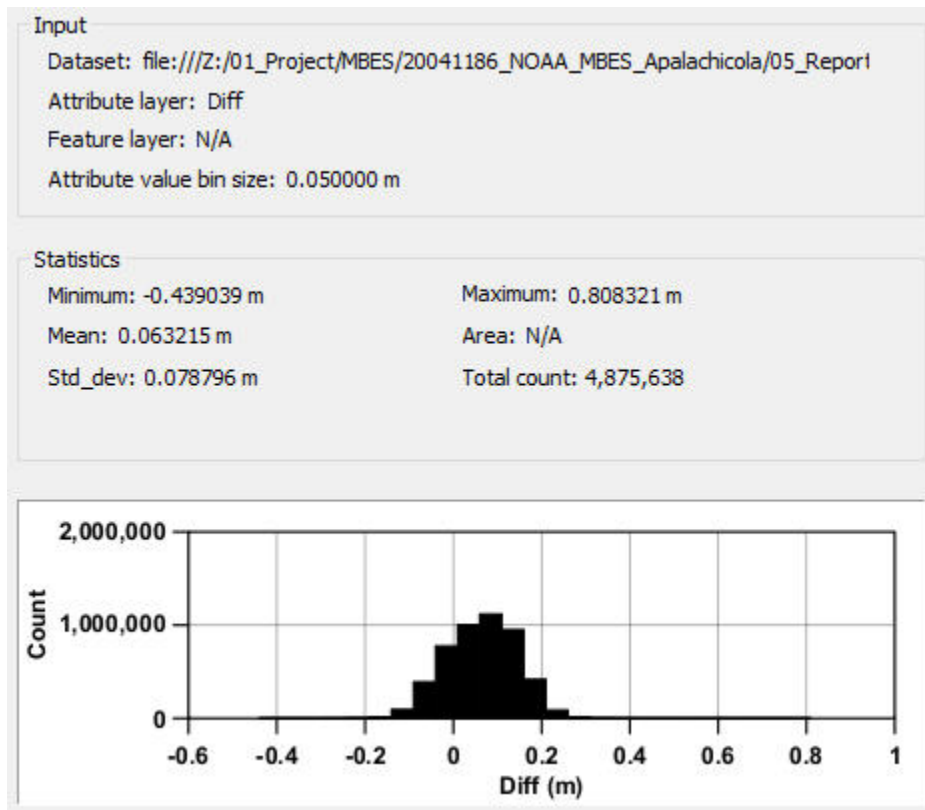 Input
Dataset: file:///Z:/01_Project/MBES/20041186_NOAA_MBES_Apalachicola/05_Report
Attribute layer: Diff
Feature layer: N/A
Attribute value bin size: 0.050000 m
Statistics
Minimum: -0.439039 m Maximum: 0.808321 m
Mean: 0.063215 m Area: N/A
Std_dev: 0.078796 m Total count: 4,875,638
2,000,000
1,000,000
0
Count
-0.6 -0.4 -0.2 0 0.2 0.4 0.6 0.8 1
Diff (m)